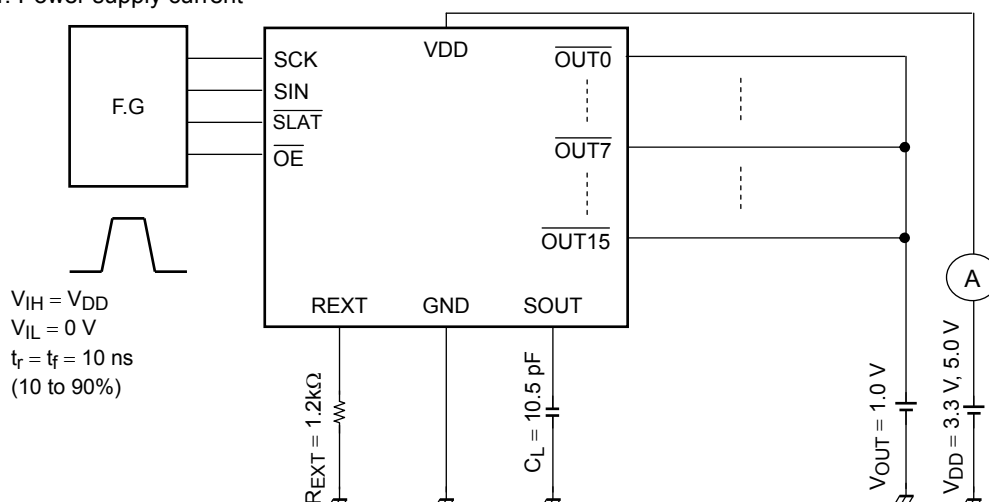 Power supply current
F.G
SCK
SIN
SLAT
OE
VDD
OUT0
OUT7
OUT15
REXT
GND
SOUT
A
VIH = VDD
VIL = 0 V
tr = tf = 10 ns
(10 to 90%)
REXT = 1.2kΩ
CL = 10.5 pF
VOUT = 1.0 V
VDD = 3.3 V, 5.0 V